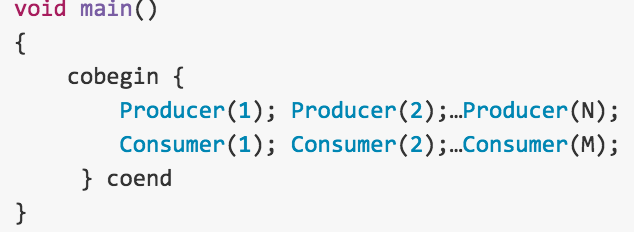 void main()
{
cobegin {
Producer(1); Producer(2);…Producer(N);
Consumer(1); Consumer(2);…Consumer(M);
} coend
}